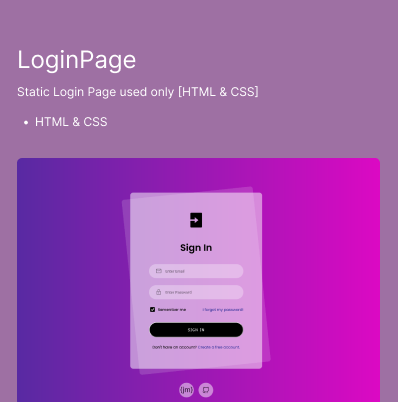 LoginPage
Static Login Page used only [HTML & CSS]
• HTML & CSS
Sign In
Enter Email
Enter Password
Remember me
I forgot my password!
SIGN IN
Don't have an account? Create a free account.
{jm}